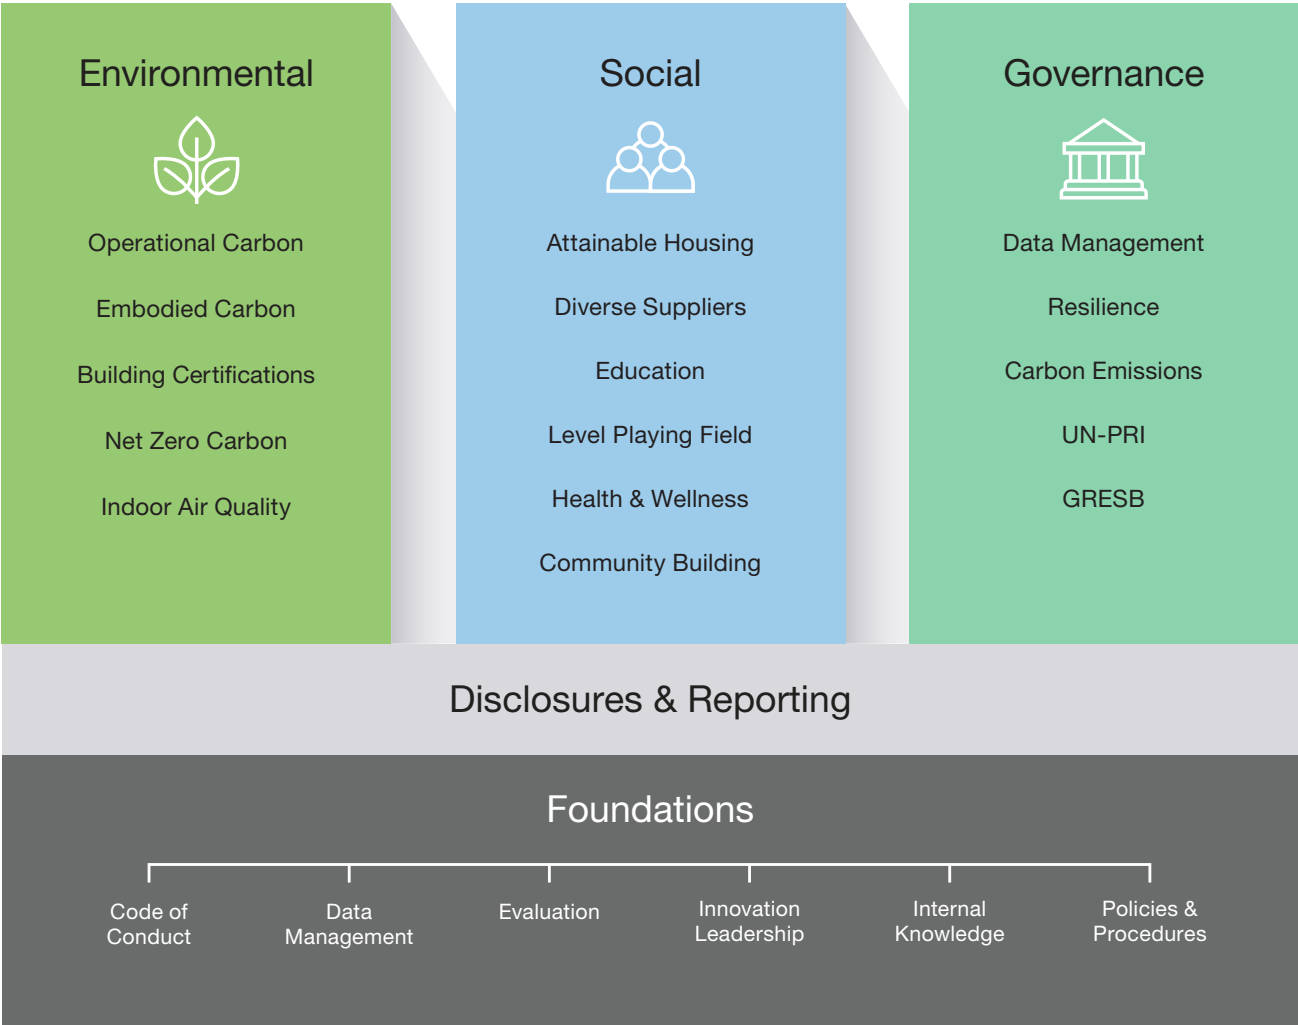 Environmental
Operational Carbon
Embodied Carbon
Building Certifications
Net Zero Carbon
Indoor Air Quality
Social
Attainable Housing
Diverse Suppliers
Education
Level Playing Field
Health & Wellness
Community Building
Governance
Data Management
Resilience
Carbon Emissions
UN-PRI
GRESB
Disclosures & Reporting
Foundations
Code of
Conduct
Data
Management
Evaluation
Innovation
Leadership
Internal
Knowledge
Policies &
Procedures